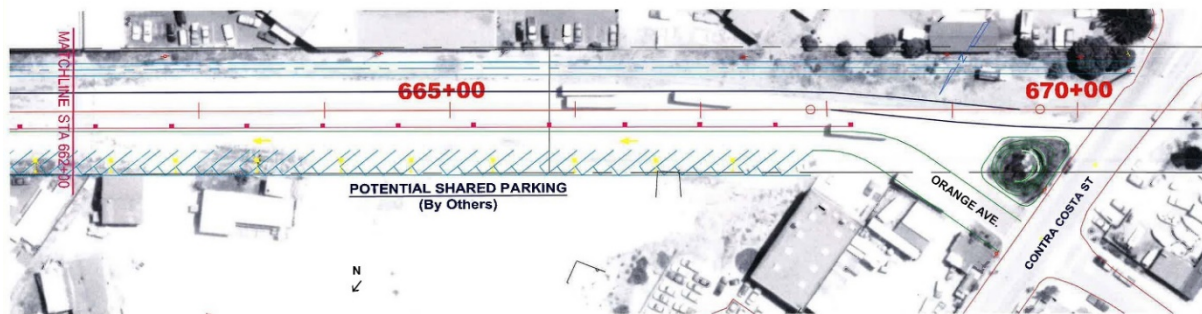 MATCHLINE STA 662+00
665+00
670+00
POTENTIAL SHARED PARKING
(By Others)
ORANGE AVE.
CONTRA COSTA ST
N